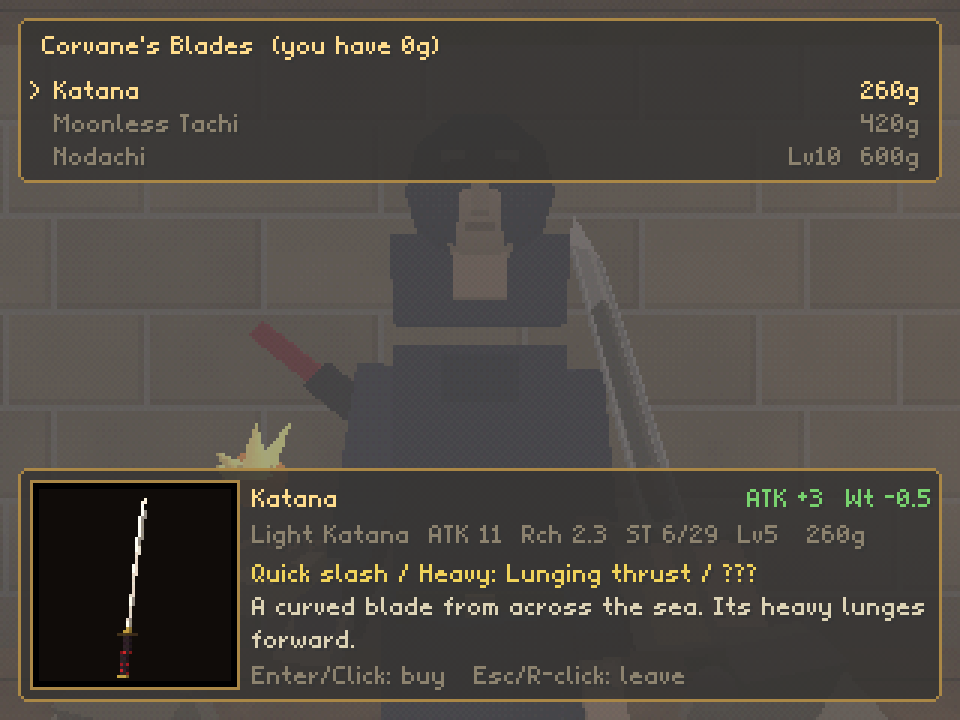 Corvane's Blades (you have 0g)
> Katana 260g
Moonless Tachi 420g
Nodachi Lv10 600g
Katana ATK +3 Wt -0.5
Light Katana ATK 11 Rch 2.3 ST 6/29 Lv5 260g
Quick slash / Heavy: Lunging thrust / ???
A curved blade from across the sea. Its heavy lunges
forward.
Enter/Click: buy Esc/R-click: leave